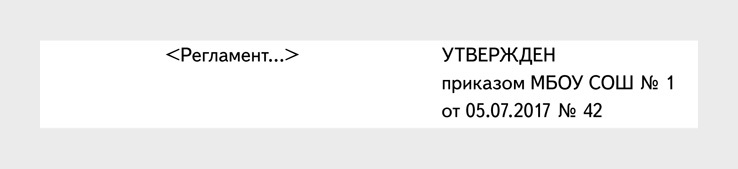 <Регламент...>
УТВЕРЖДЕН
приказом МБОУ СОШ № 1
от 05.07.2017 № 42